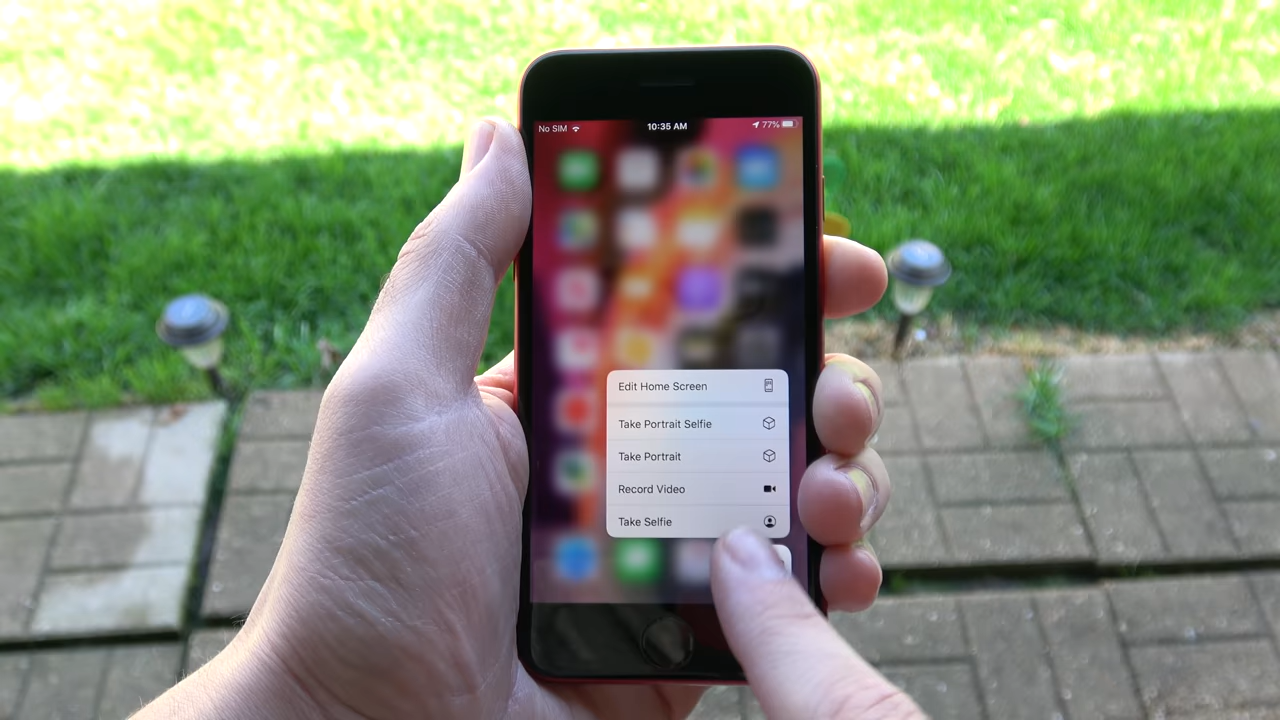 No SIM 10:35 AM 77%
Edit Home Screen
Take Portrait Selfie
Take Portrait
Record Video
Take Selfie